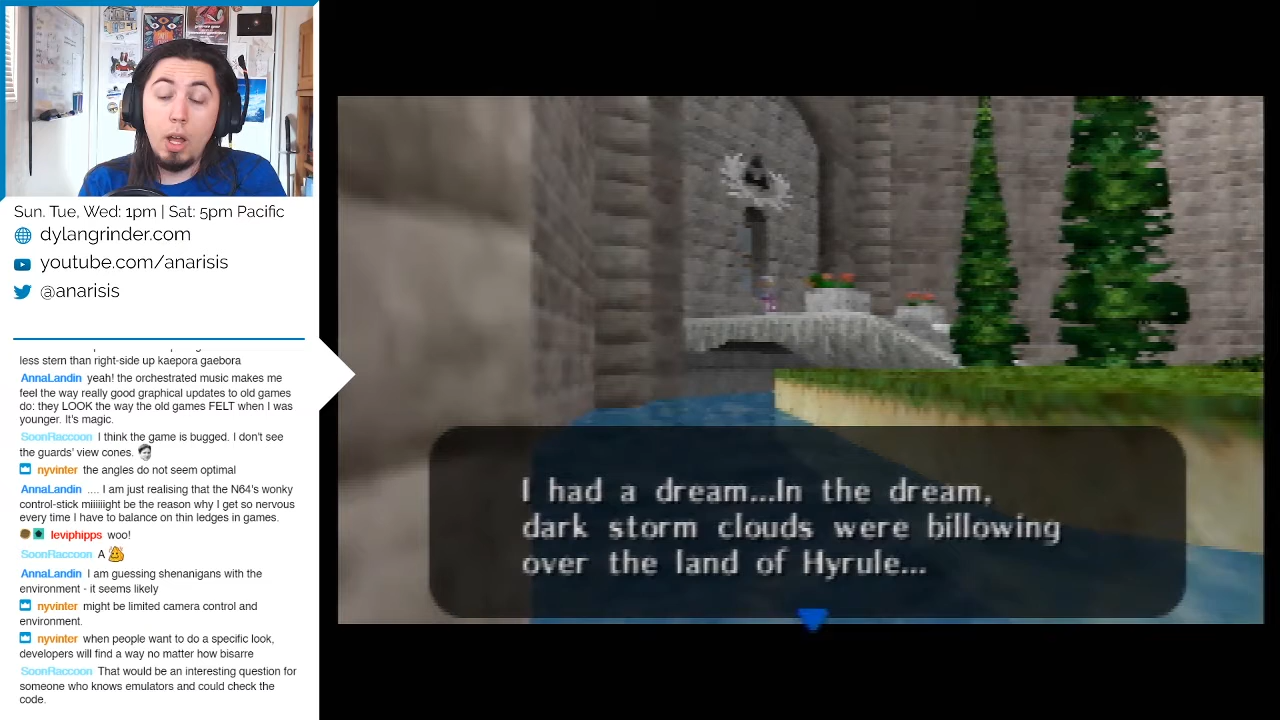 Sun. Tue, Wed: 1pm | Sat: 5pm Pacific
dylangrinder.com
youtube.com/anarisis
@anarisis
less stern than right-side up kaepora gaebora
AnnaLandin yeah! the orchestrated music makes me
feel the way really good graphical updates to old games
do: they LOOK the way the old games FELT when I was
younger. It's magic.
SoonRaccoon I think the game is bugged. I don't see
the guards' view cones.
nyvinter the angles do not seem optimal
AnnaLandin .... I am just realising that the N64's wonky
control-stick miiiiiight be the reason why I get so nervous
every time I have to balance on thin ledges in games.
leviphipps woo!
SoonRaccoon A
AnnaLandin I am guessing shenanigans with the
environment - it seems likely
nyvinter might be limited camera control and
environment.
nyvinter when people want to do a specific look,
developers will find a way no matter how bisarre
SoonRaccoon That would be an interesting question for
someone who knows emulators and could check the
code.
I had a dream...In the dream,
dark storm clouds were billowing
over the land of Hyrule...